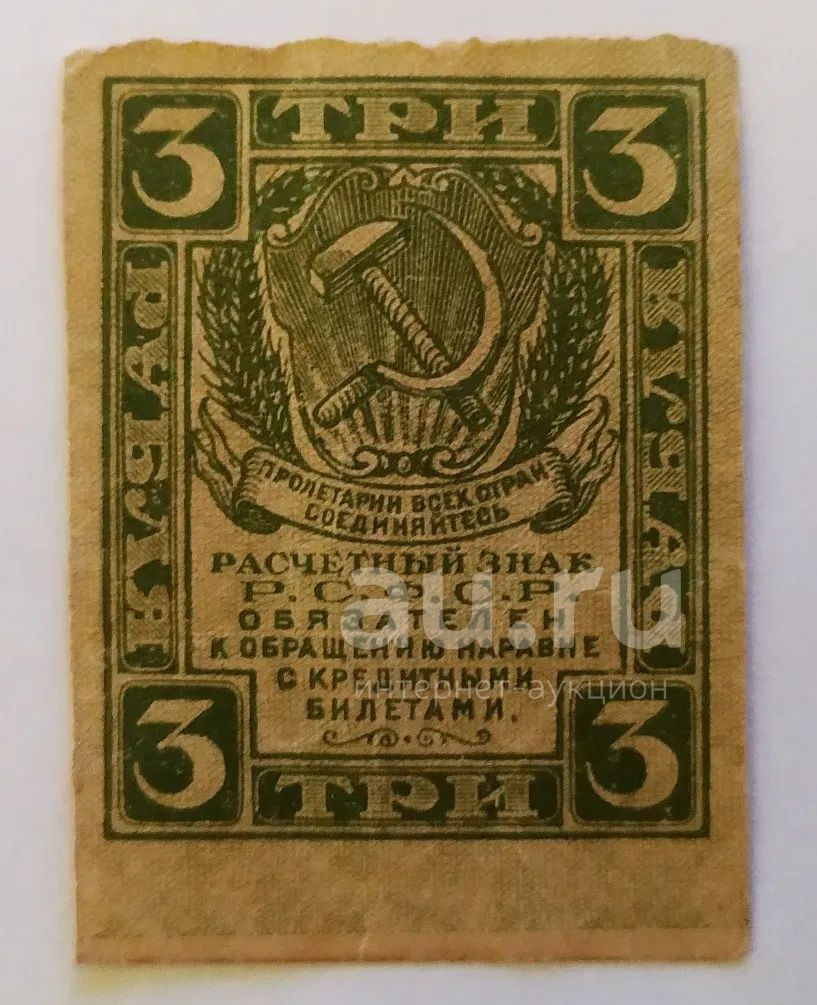 3 ТРИ 3
РУБЛЯ
РУБЛЯ
ПРОЛЕТАРИИ ВСЕХ СТРАН
СОЕДИНЯЙТЕСЬ
РАСЧЕТНЫЙ ЗНАК
Р.С.Ф.С.Р.
ОБЯЗАТЕЛЕН
К ОБРАЩЕНИЮ НАРАВНЕ
С КРЕДИТНЫМИ
БИЛЕТАМИ.
3 ТРИ 3
au.ru
интернет-аукцион